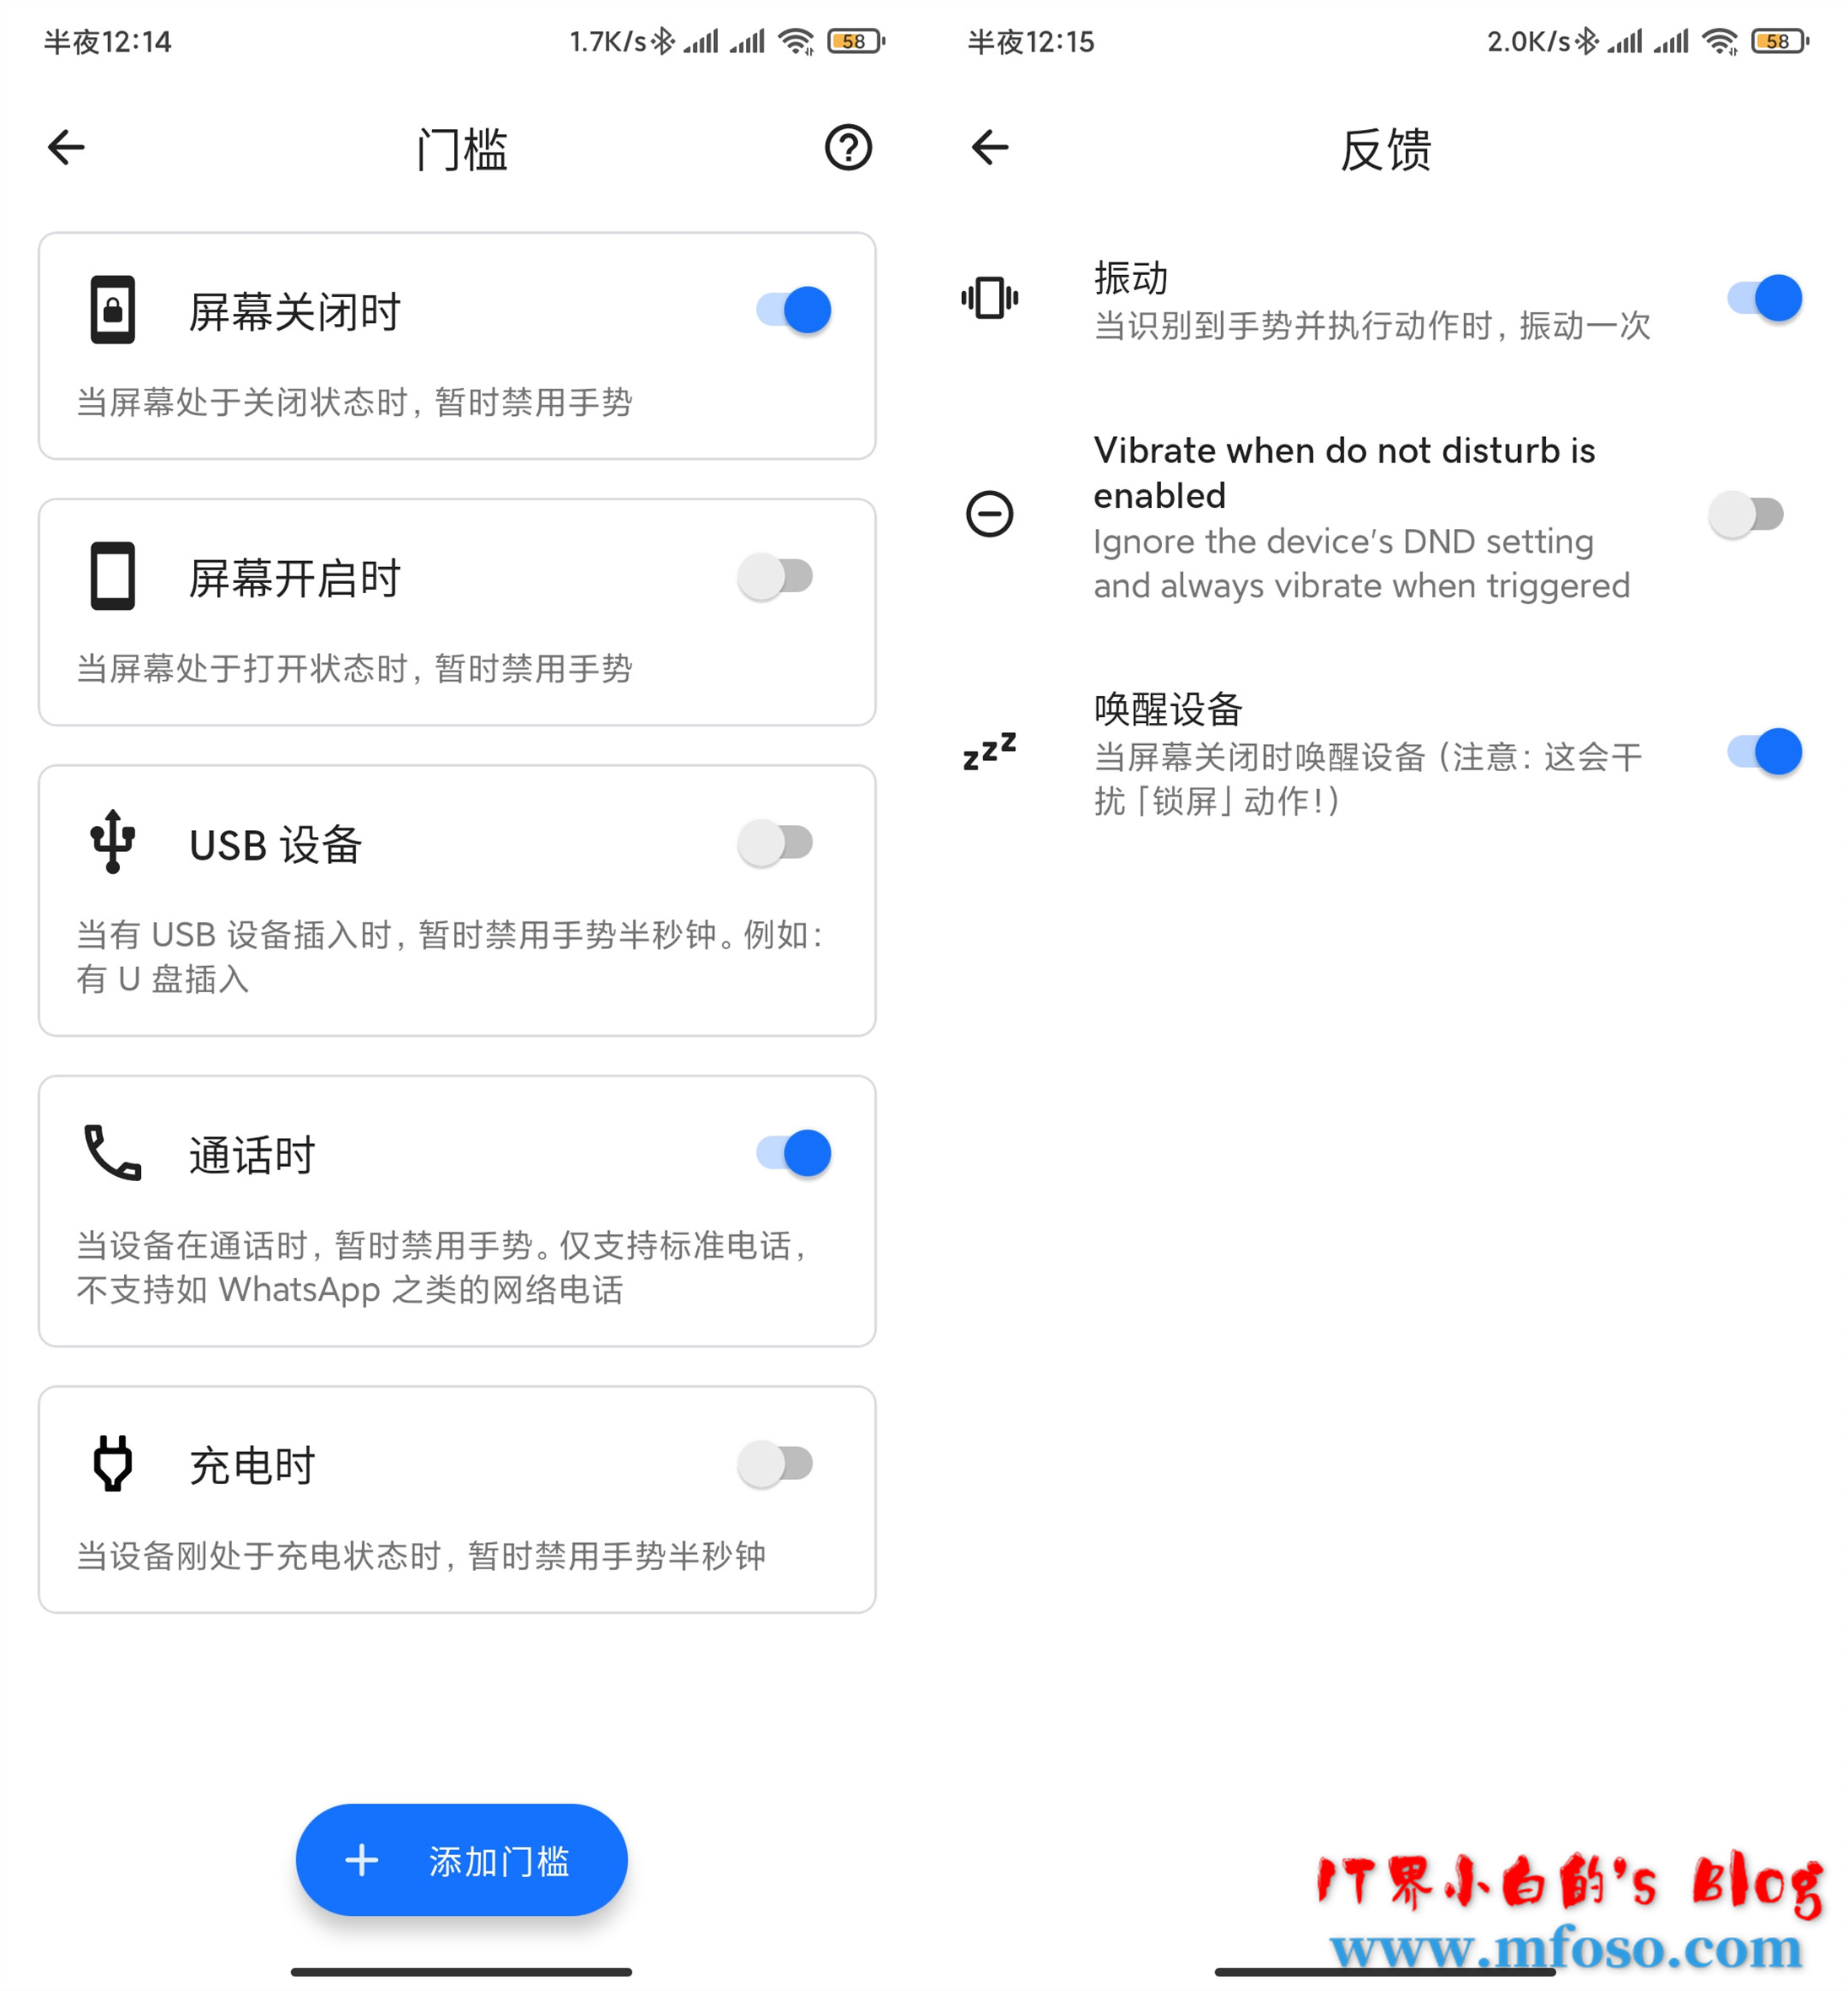 半夜12:14
1.7K/s
58
门槛
屏幕关闭时
当屏幕处于关闭状态时，暂时禁用手势
屏幕开启时
当屏幕处于打开状态时，暂时禁用手势
USB 设备
当有 USB 设备插入时，暂时禁用手势半秒钟。例如：
有 U 盘插入
通话时
当设备在通话时，暂时禁用手势。仅支持标准电话，
不支持如 WhatsApp 之类的网络电话
充电时
当设备刚处于充电状态时，暂时禁用手势半秒钟
添加门槛
半夜12:15
2.0K/s
58
反馈
振动
当识别到手势并执行动作时，振动一次
Vibrate when do not disturb is
enabled
Ignore the device's DND setting
and always vibrate when triggered
唤醒设备
当屏幕关闭时唤醒设备（注意：这会干
扰「锁屏」动作！）
IT界小白的's Blog
www.mfoso.com